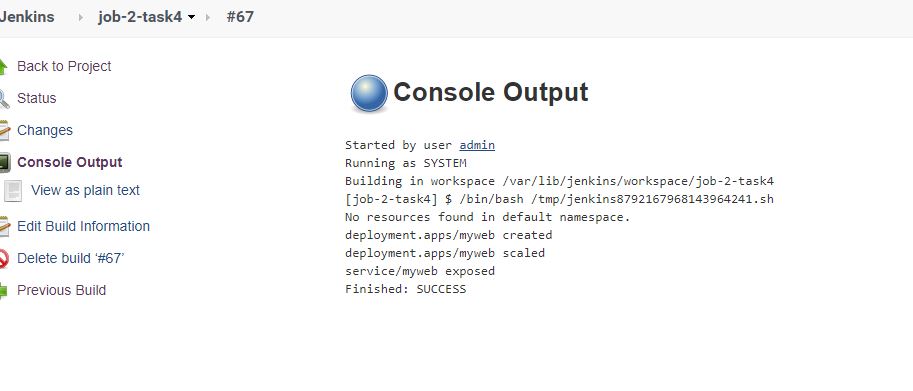 Jenkins job-2-task4 #67
Back to Project
Status
Changes
Console Output
View as plain text
Edit Build Information
Delete build ‘#67’
Previous Build
Console Output
Started by user admin
Running as SYSTEM
Building in workspace /var/lib/jenkins/workspace/job-2-task4
[job-2-task4] $ /bin/bash /tmp/jenkins8792167968143964241.sh
No resources found in default namespace.
deployment.apps/myweb created
deployment.apps/myweb scaled
service/myweb exposed
Finished: SUCCESS